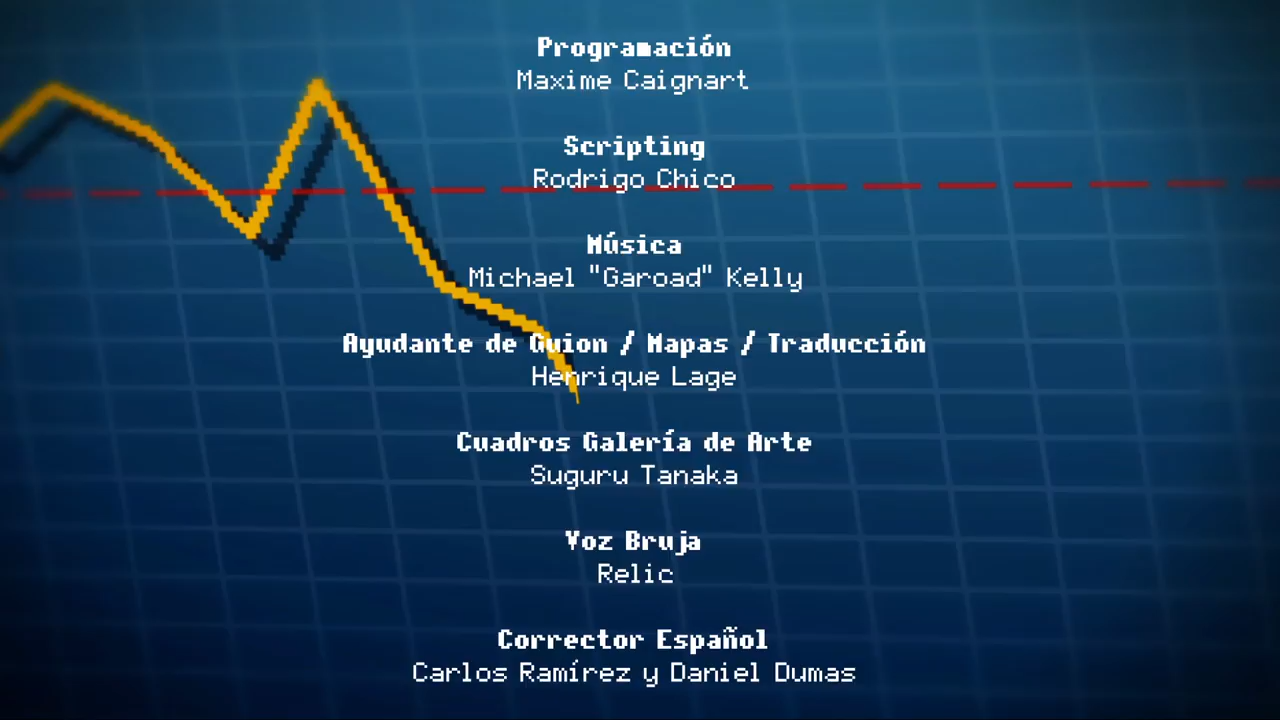 Programación
Maxime Caignart
Scripting
Rodrigo Chico
Música
Michael "Garoad" Kelly
Ayudante de Guion / Mapas / Traducción
Henrique Lage
Cuadros Galería de Arte
Suguru Tanaka
Voz Bruja
Relic
Corrector Español
Carlos Ramírez y Daniel Dumas